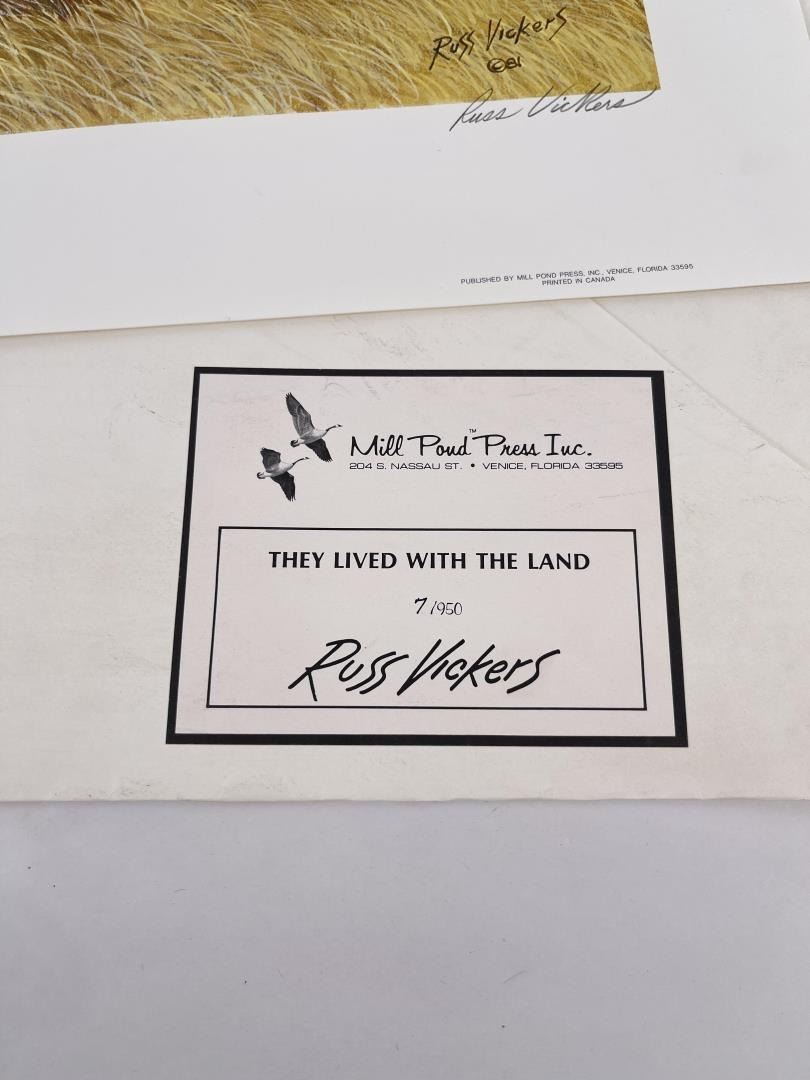 Russ Vickers
©81
Russ Vickers
PUBLISHED BY MILL POND PRESS, INC., VENICE, FLORIDA 33595
PRINTED IN CANADA
Mill Pond™ Press Inc.
204 S. NASSAU ST. • VENICE, FLORIDA 33595
THEY LIVED WITH THE LAND
7/950
Russ Vickers